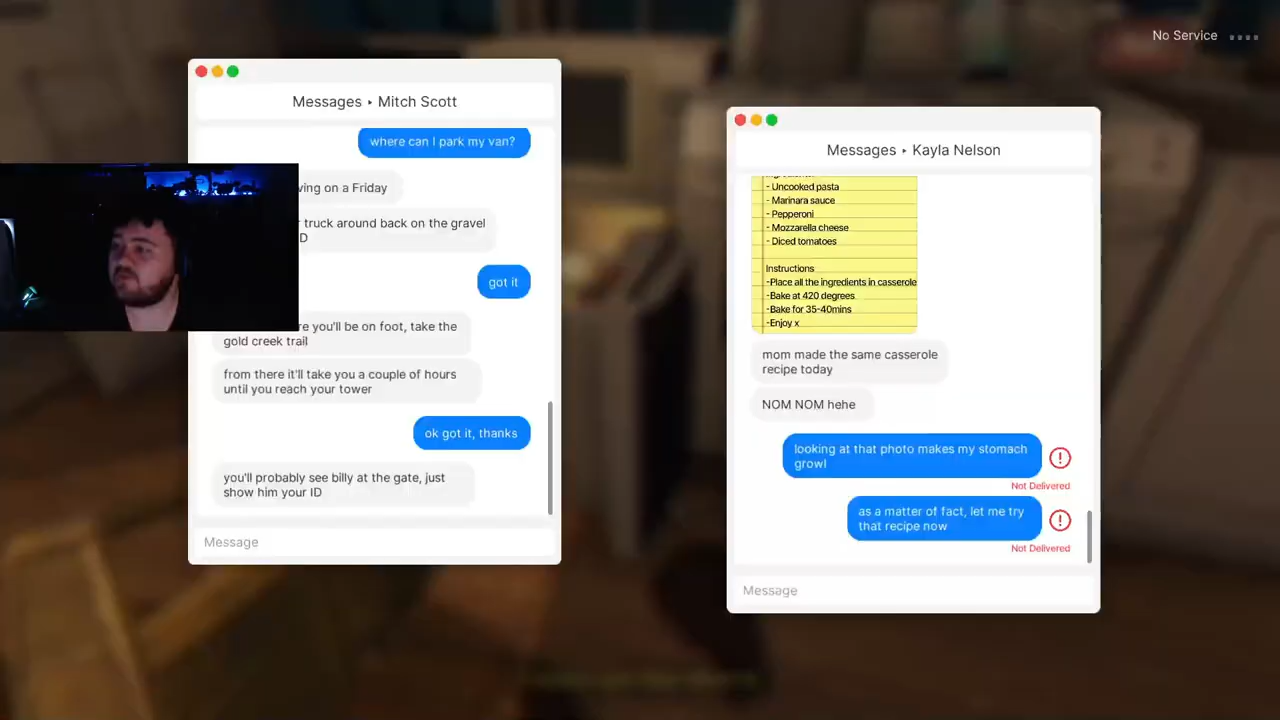 No Service
Messages ▸ Mitch Scott
where can I park my van?
ving on a Friday
truck around back on the gravel
D
got it
re you'll be on foot, take the
gold creek trail
from there it'll take you a couple of hours
until you reach your tower
ok got it, thanks
you'll probably see billy at the gate, just
show him your ID
Message
Messages ▸ Kayla Nelson
- Uncooked pasta
- Marinara sauce
- Pepperoni
- Mozzarella cheese
- Diced tomatoes
Instructions
-Place all the ingredients in casserole
-Bake at 420 degrees
-Bake for 35-40mins
-Enjoy x
mom made the same casserole
recipe today
NOM NOM hehe
looking at that photo makes my stomach
growl
Not Delivered
as a matter of fact, let me try
that recipe now
Not Delivered
Message